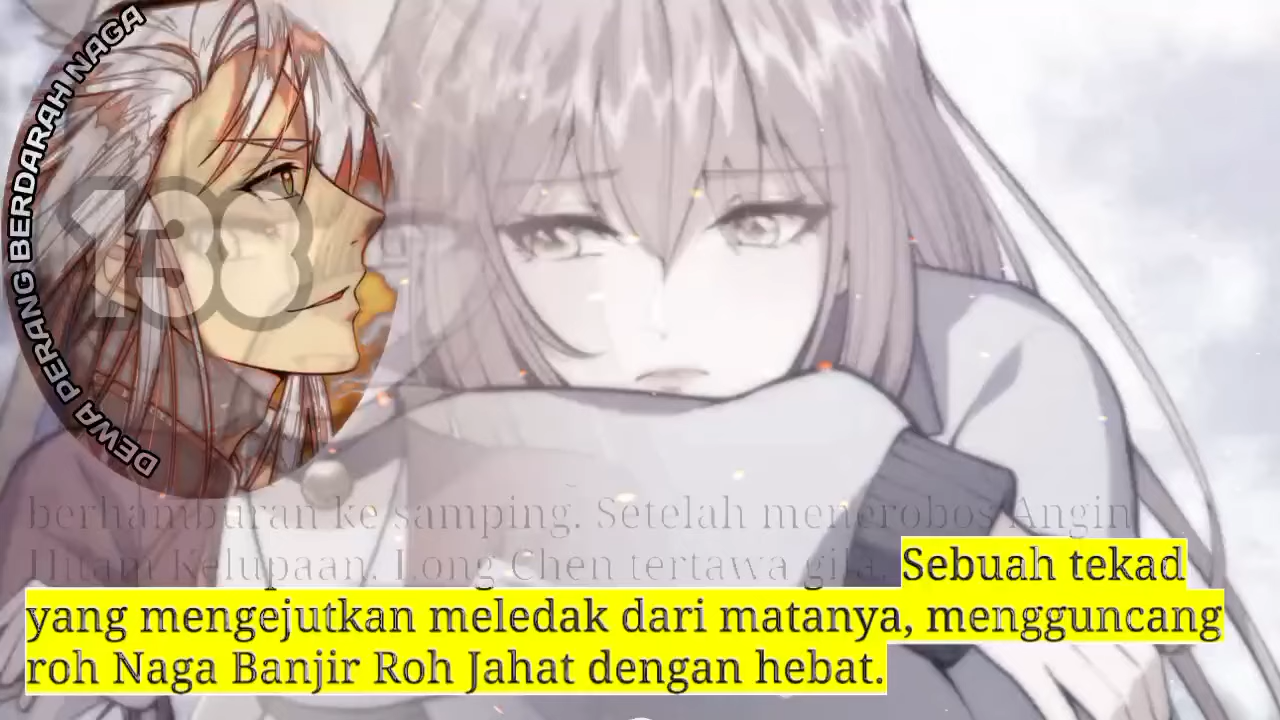 DEWA PERANG BERDARAH NAGA
138
berhamburan ke samping. Setelah menerobos Angin
Hitam Kelupaan, Long Chen tertawa gila. Sebuah tekad
yang mengejutkan meledak dari matanya, mengguncang
roh Naga Banjir Roh Jahat dengan hebat.